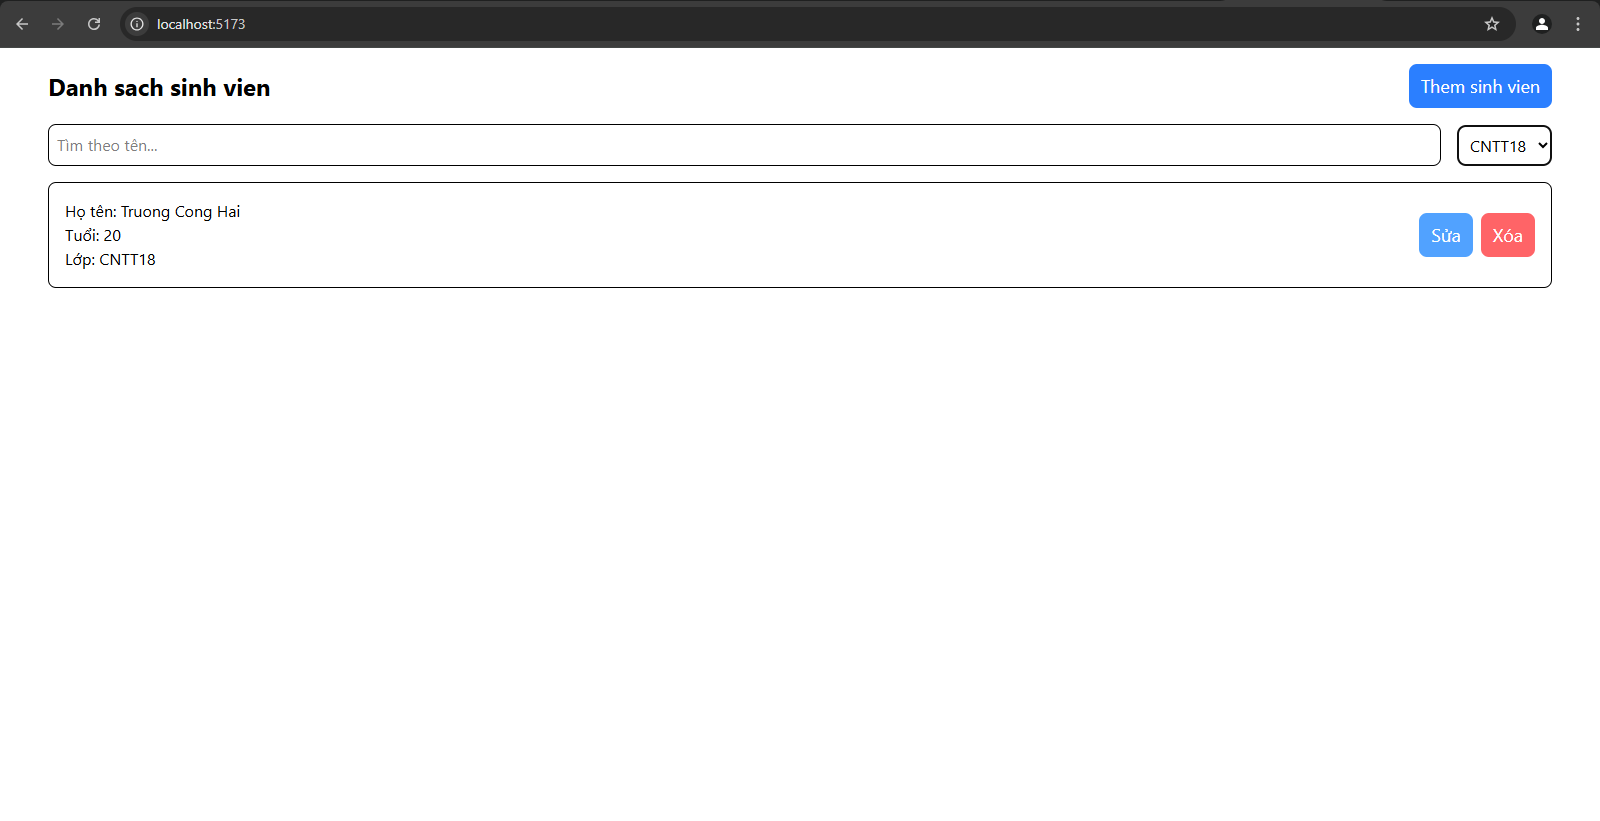 localhost:5173
Danh sach sinh vien
Them sinh vien
Tìm theo tên...
CNTT18
Họ tên: Truong Cong Hai
Tuổi: 20
Lớp: CNTT18
Sửa
Xóa